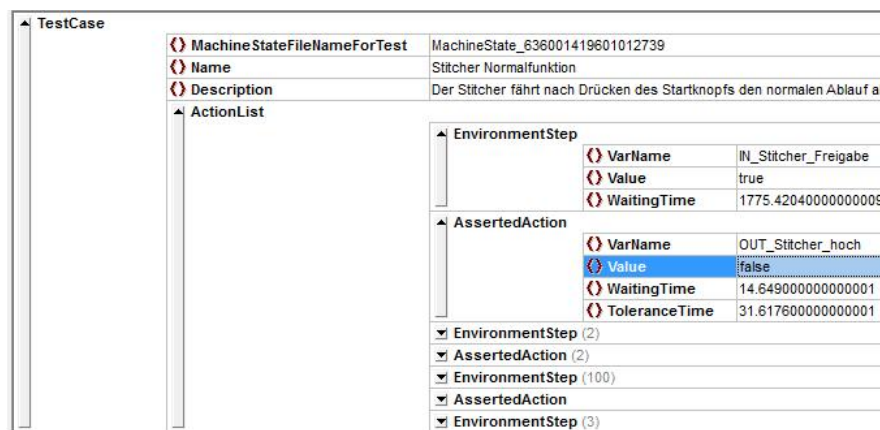 TestCase
MachineStateFileNameForTest MachineState_636001419601012739
Name Stitcher Normalfunktion
Description Der Stitcher fährt nach Drücken des Startknopfs den normalen Ablauf a
ActionList
EnvironmentStep
VarName IN_Stitcher_Freigabe
Value true
WaitingTime 1775.42040000000009
AssertedAction
VarName OUT_Stitcher_hoch
Value false
WaitingTime 14.649000000000001
ToleranceTime 31.617600000000001
EnvironmentStep (2)
AssertedAction (2)
EnvironmentStep (100)
AssertedAction
EnvironmentStep (3)